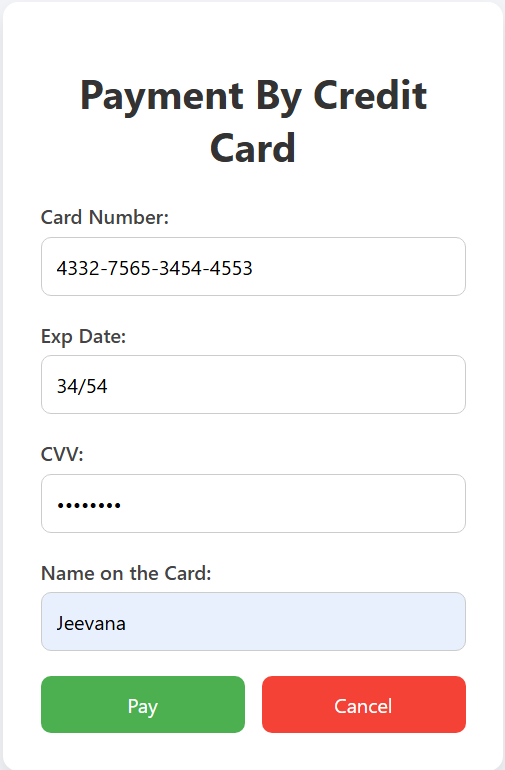 Payment By Credit
Card
Card Number:
4332-7565-3454-4553
Exp Date:
34/54
CVV:
••••••••
Name on the Card:
Jeevana
Pay Cancel